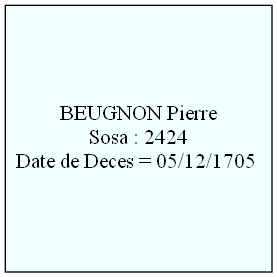 BEUGNON Pierre
Sosa : 2424
Date de Deces = 05/12/1705